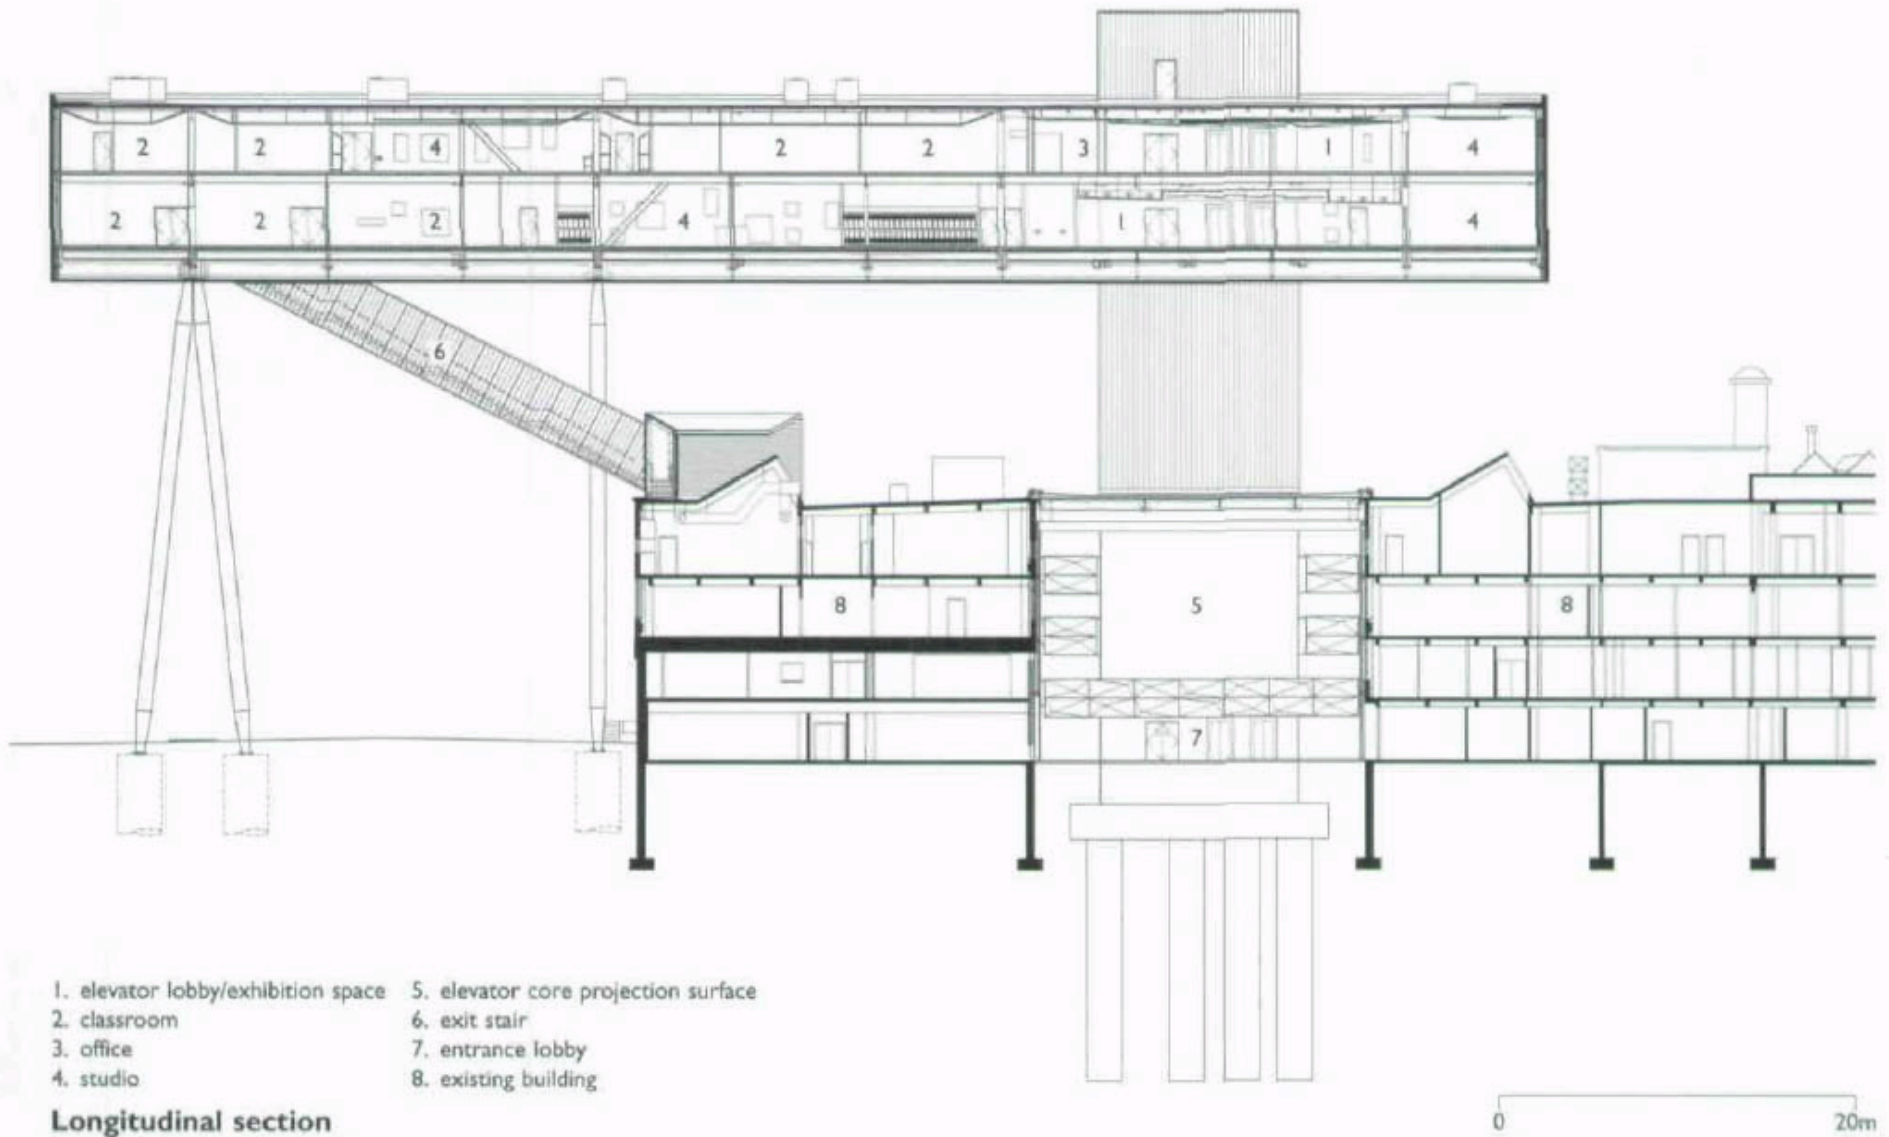 2 2 4 2 2 3 1 4
2 2 2 4 1 4
6
8 5 8
7
1. elevator lobby/exhibition space
2. classroom
3. office
4. studio
5. elevator core projection surface
6. exit stair
7. entrance lobby
8. existing building
Longitudinal section
0 20m